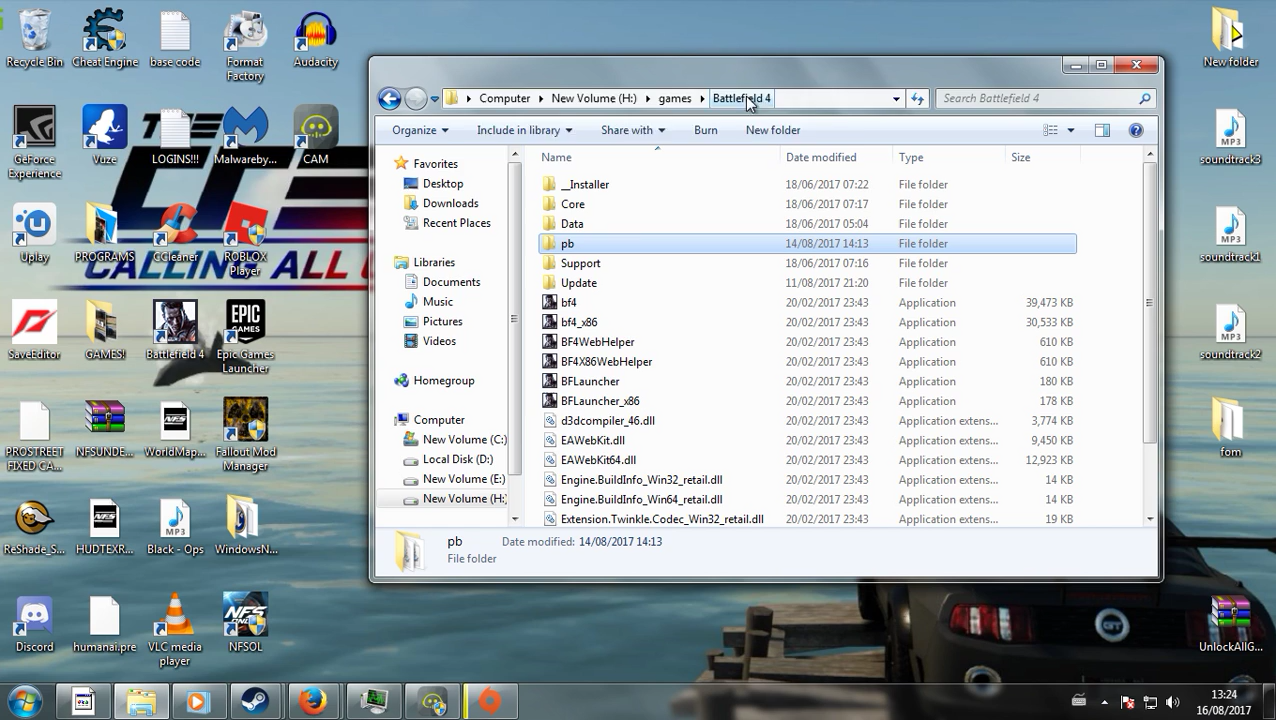 Recycle Bin
Cheat Engine
base code
Format
Factory
Audacity
New folder
GeForce
Experience
Vuze
LOGINS!!!
Malwareby...
CAM
soundtrack3
Uplay
PROGRAMS
CCleaner
ROBLOX
Player
soundtrack1
CALLING ALL
SaveEditor
GAMES!
Battlefield 4
Epic Games
Launcher
EPIC
GAMES
soundtrack2
PROSTREET
FIXED CA...
NFSUNDE...
WorldMap...
Fallout Mod
Manager
fom
ReShade_S...
HUDTEXR...
Black - Ops
WindowsN...
Discord
humanai.pre
VLC media
player
NFSOL
UnlockAllG...
Computer
New Volume (H:)
games
Battlefield 4
Search Battlefield 4
Organize
Include in library
Share with
Burn
New folder
Favorites
Desktop
Downloads
Recent Places
Libraries
Documents
Music
Pictures
Videos
Homegroup
Computer
New Volume (C:)
Local Disk (D:)
New Volume (E:)
New Volume (H:)
Name Date modified Type Size
__Installer 18/06/2017 07:22 File folder
Core 18/06/2017 07:17 File folder
Data 18/06/2017 05:04 File folder
pb 14/08/2017 14:13 File folder
Support 18/06/2017 07:16 File folder
Update 11/08/2017 21:20 File folder
bf4 20/02/2017 23:43 Application 39,473 KB
bf4_x86 20/02/2017 23:43 Application 30,533 KB
BF4WebHelper 20/02/2017 23:43 Application 610 KB
BF4X86WebHelper 20/02/2017 23:43 Application 610 KB
BFLauncher 20/02/2017 23:43 Application 180 KB
BFLauncher_x86 20/02/2017 23:43 Application 178 KB
d3dcompiler_46.dll 20/02/2017 23:43 Application extens... 3,774 KB
EAWebKit.dll 20/02/2017 23:43 Application extens... 9,450 KB
EAWebKit64.dll 20/02/2017 23:43 Application extens... 12,923 KB
Engine.BuildInfo_Win32_retail.dll 20/02/2017 23:43 Application extens... 14 KB
Engine.BuildInfo_Win64_retail.dll 20/02/2017 23:43 Application extens... 14 KB
Extension.Twinkle.Codec_Win32_retail.dll 20/02/2017 23:43 Application extens... 19 KB
pb Date modified: 14/08/2017 14:13
File folder
13:24
16/08/2017